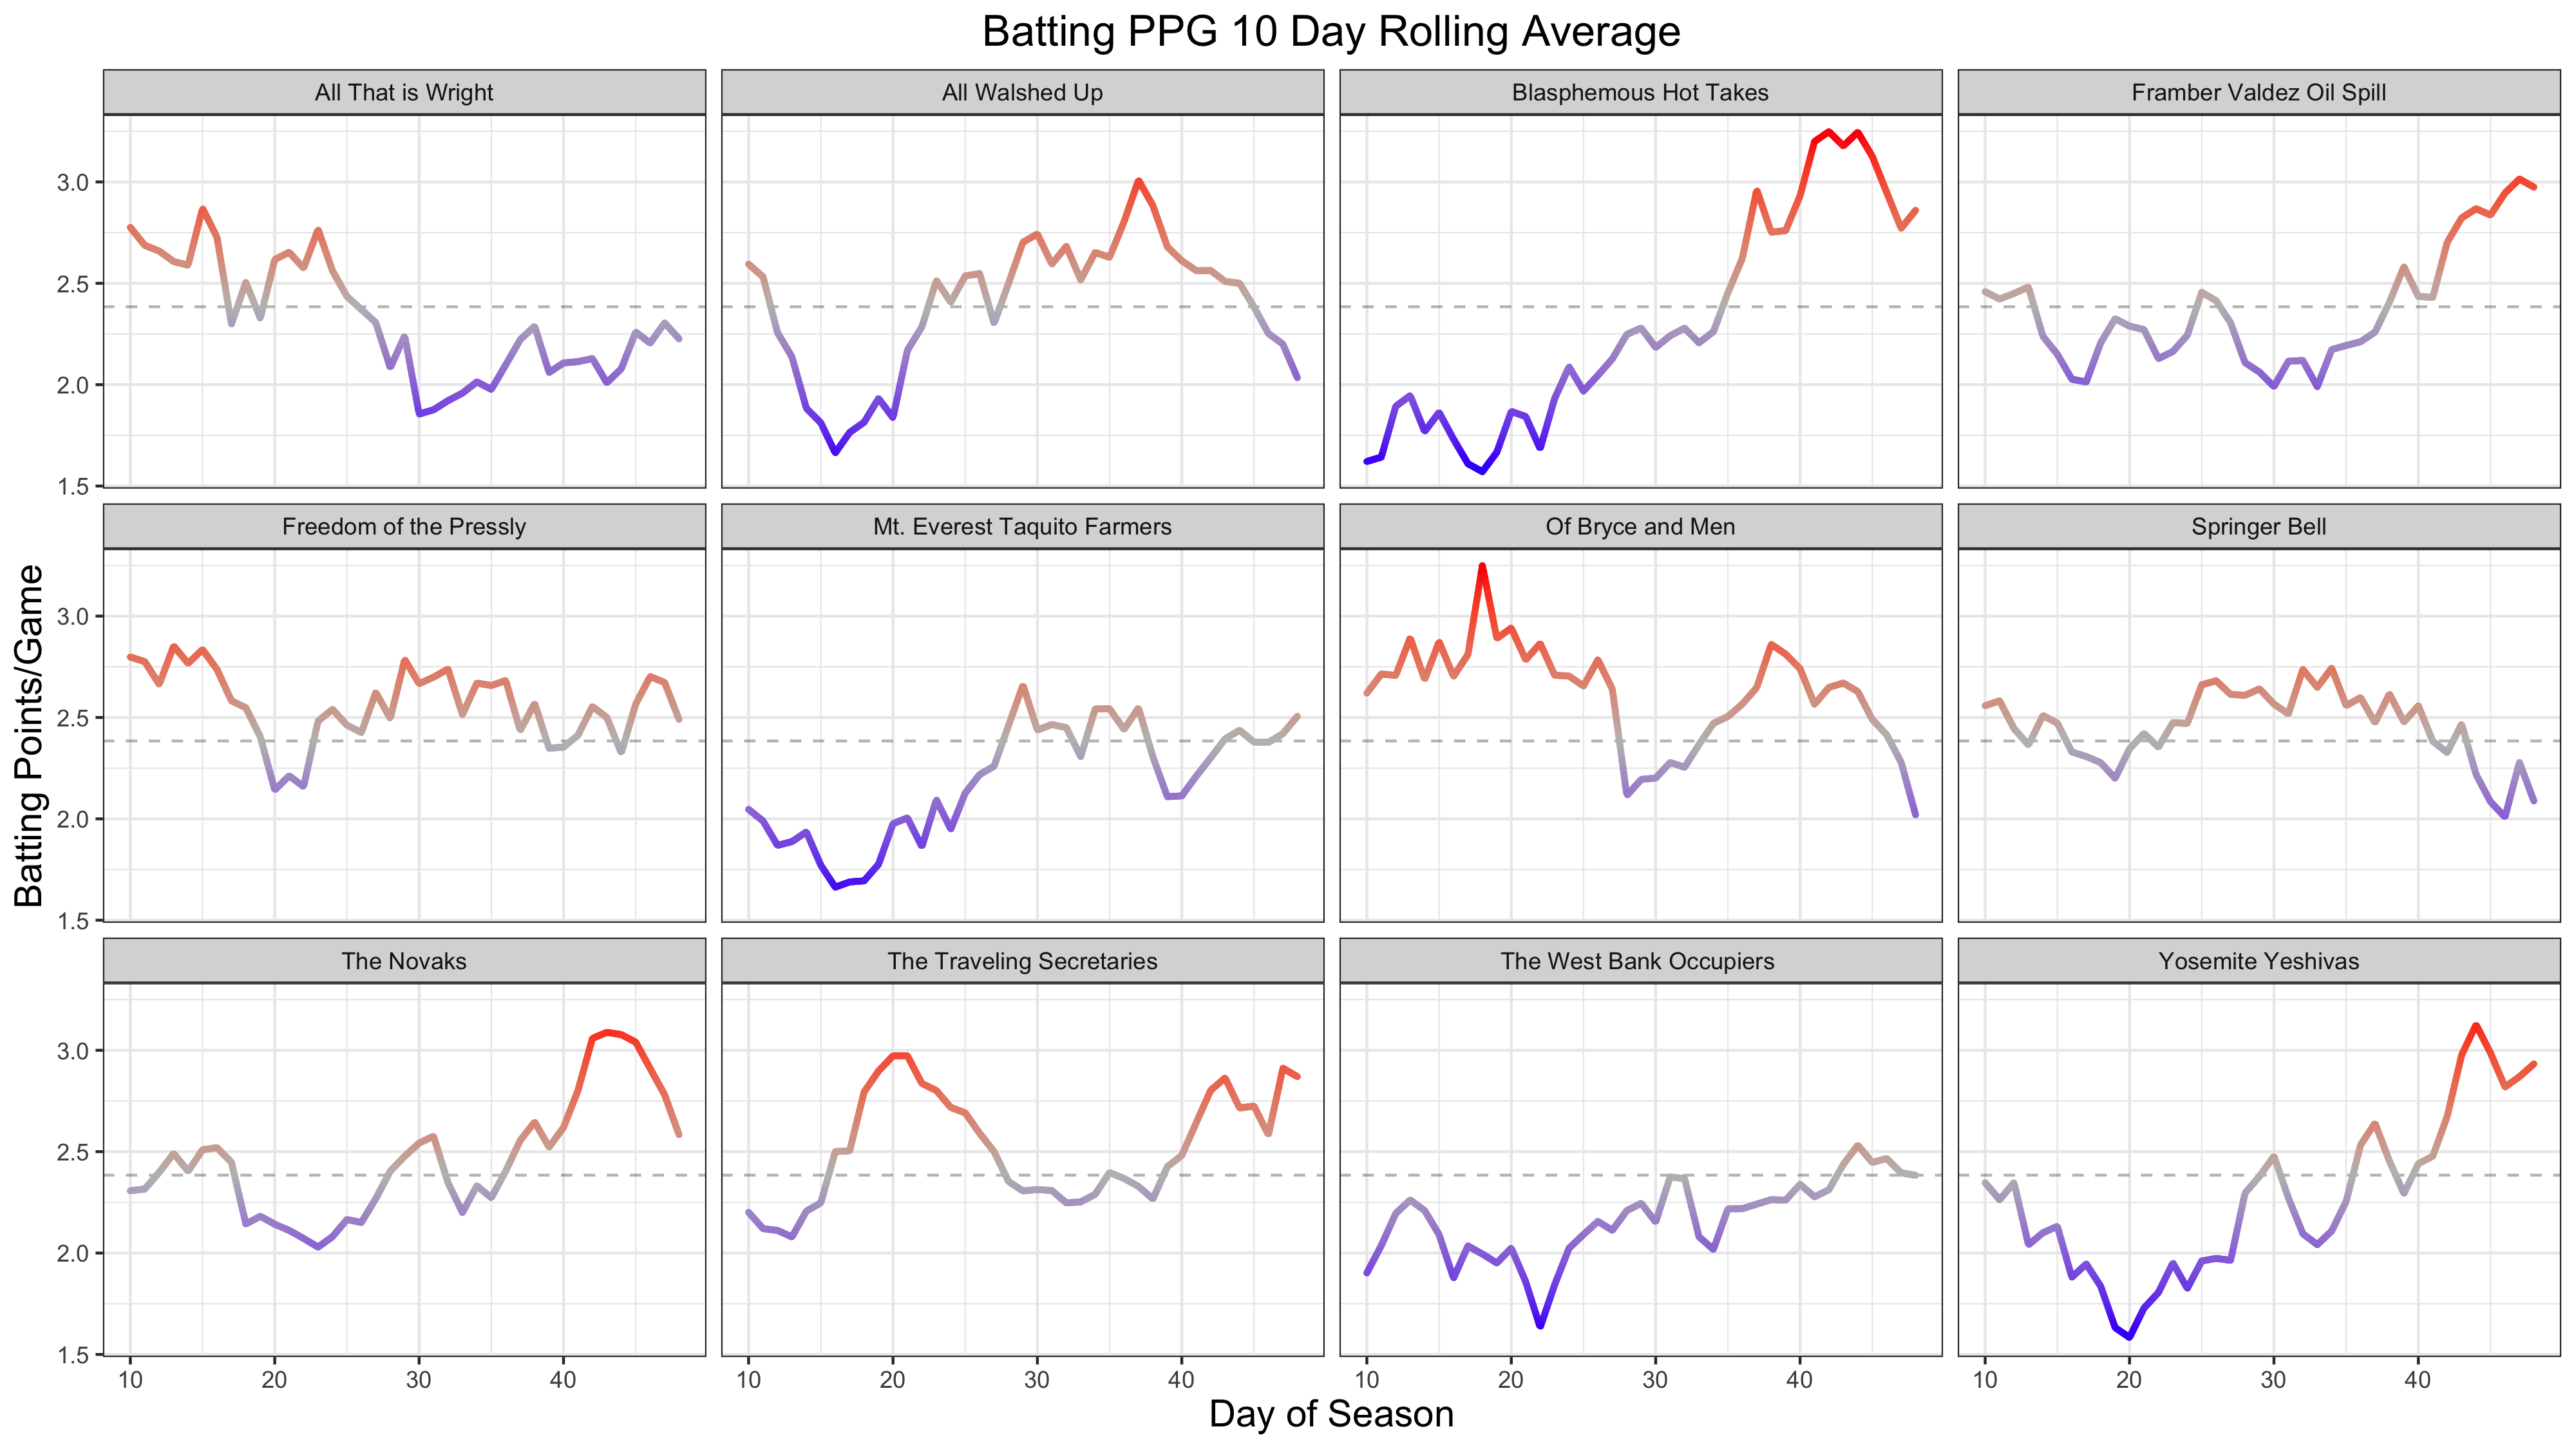 Batting PPG 10 Day Rolling Average
All That is Wright
All Walshed Up
Blasphemous Hot Takes
Framber Valdez Oil Spill
3.0
2.5
2.0
1.5
Freedom of the Pressly
Mt. Everest Taquito Farmers
Of Bryce and Men
Springer Bell
3.0
2.5
2.0
1.5
Batting Points/Game
The Novaks
The Traveling Secretaries
The West Bank Occupiers
Yosemite Yeshivas
3.0
2.5
2.0
1.5
10 20 30 40
10 20 30 40
10 20 30 40
10 20 30 40
Day of Season